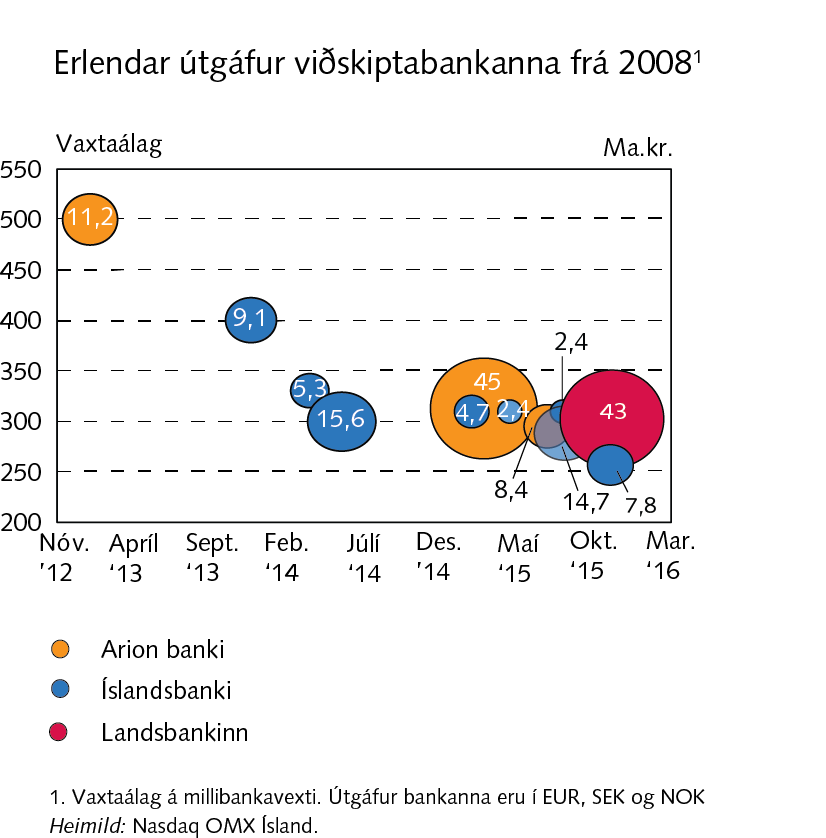 Erlendar útgáfur viðskiptabankanna frá 2008¹
Vaxtaálag Ma.kr.
550
500
450
400
350
300
250
200
11,2
9,1
5,3
15,6
45
4,7
2,4
2,4
43
8,4
14,7
7,8
Nóv. Apríl Sept. Feb. Júlí Des. Maí Okt. Mar.
’12 ‘13 ‘13 ‘14 ‘14 ’14 ‘15 ‘15 ‘16
Arion banki
Íslandsbanki
Landsbankinn
1. Vaxtaálag á millibankavexti. Útgáfur bankanna eru í EUR, SEK og NOK
Heimild: Nasdaq OMX Ísland.